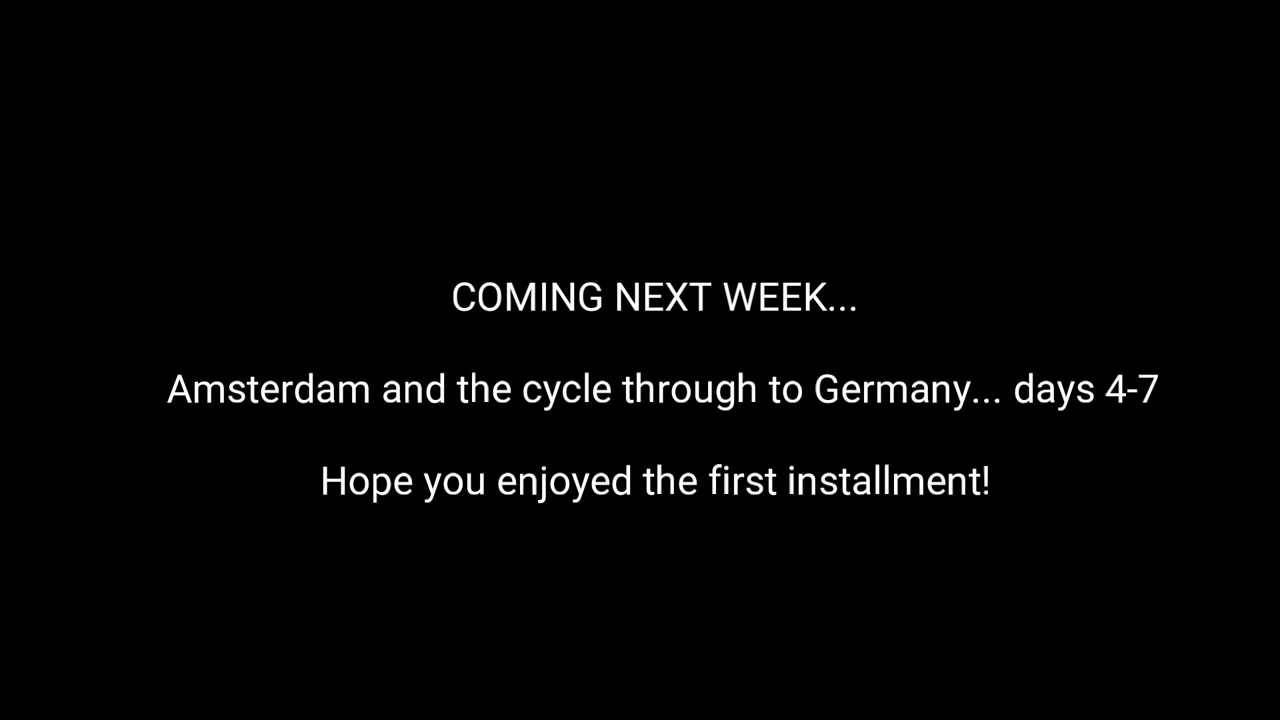 COMING NEXT WEEK...
Amsterdam and the cycle through to Germany... days 4-7
Hope you enjoyed the first installment!